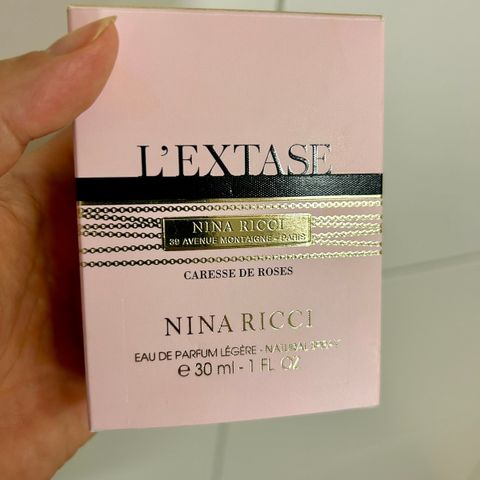 L'EXTASE
NINA RICCI
39 AVENUE MONTAIGNE - PARIS
CARESSE DE ROSES
NINA RICCI
EAU DE PARFUM LÉGÈRE - NATURAL SPRAY
℮ 30 ml - 1 FL OZ